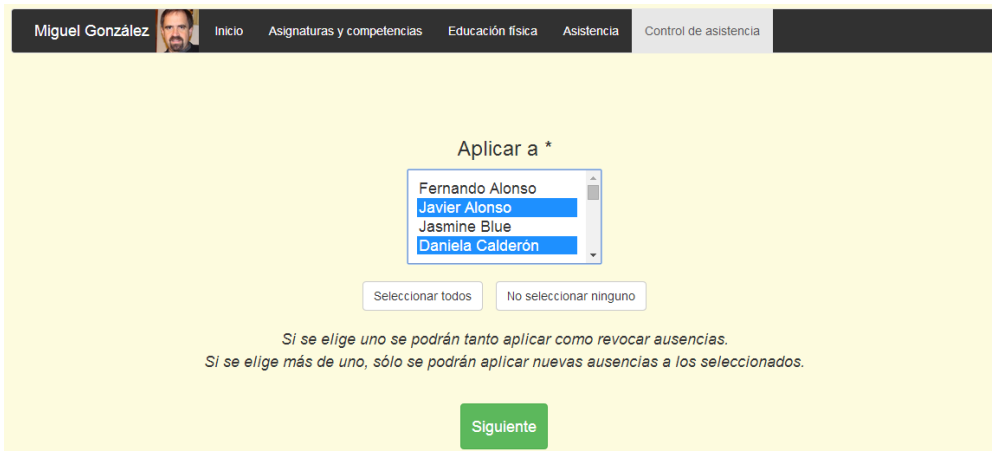 Miguel González Inicio Asignaturas y competencias Educación física Asistencia Control de asistencia
Aplicar a *
Fernando Alonso
Javier Alonso
Jasmine Blue
Daniela Calderón
Seleccionar todos No seleccionar ninguno
Si se elige uno se podrán tanto aplicar como revocar ausencias.
Si se elige más de uno, sólo se podrán aplicar nuevas ausencias a los seleccionados.
Siguiente